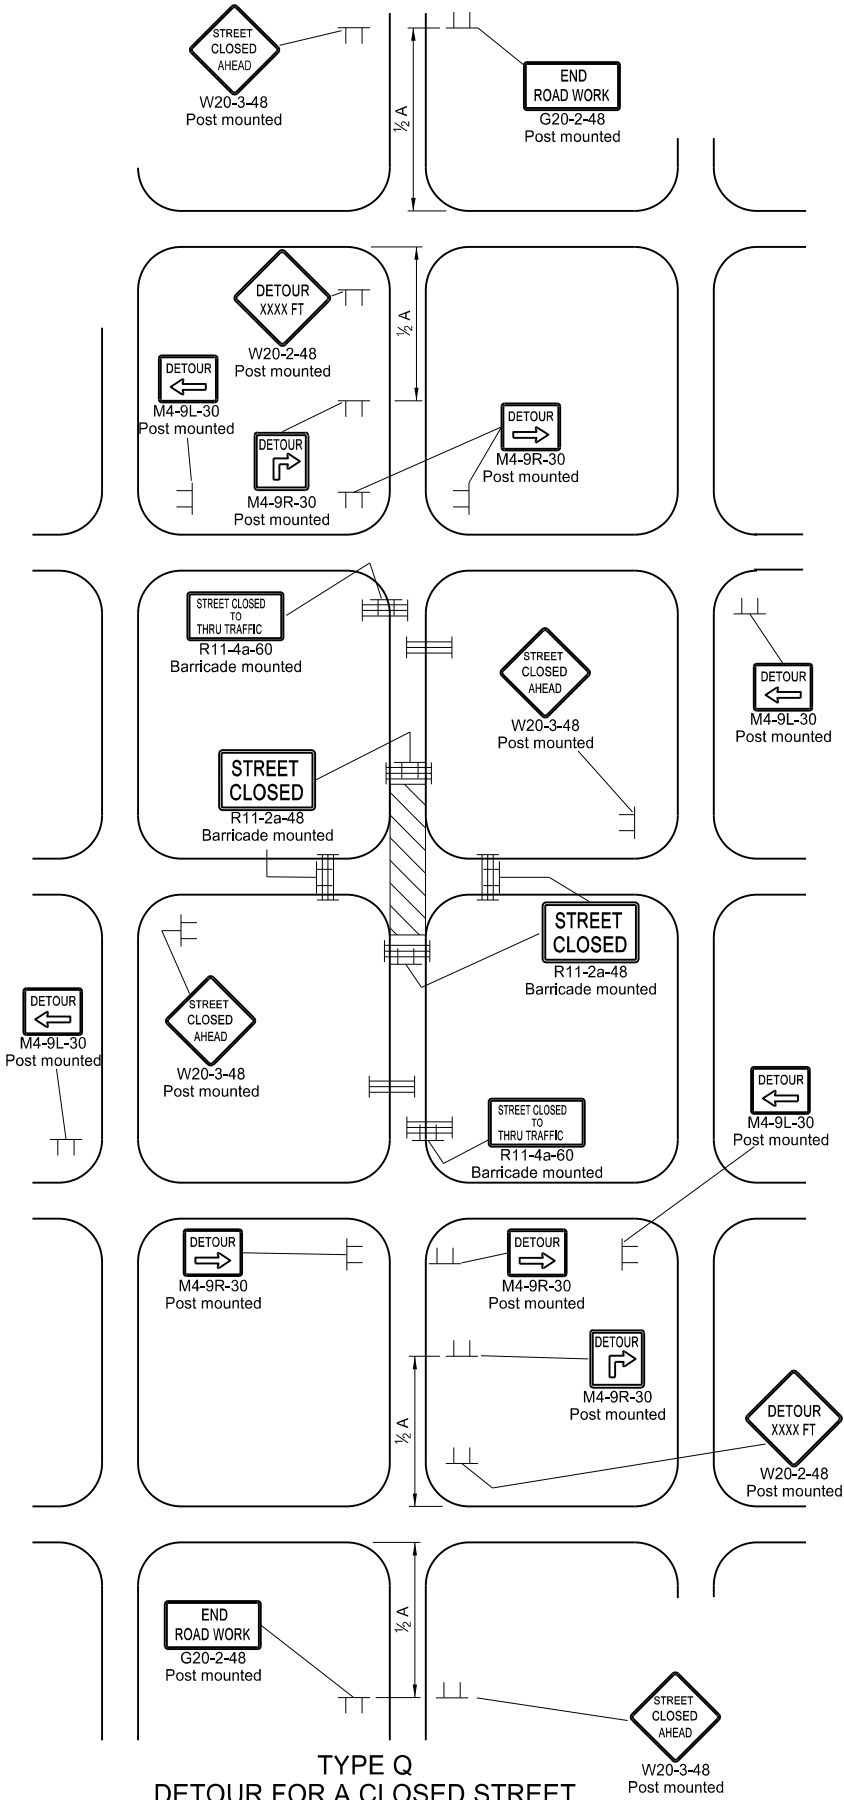 STREET
CLOSED
AHEAD
W20-3-48
Post mounted
½ A
END
ROAD WORK
G20-2-48
Post mounted
DETOUR
XXXX FT
W20-2-48
Post mounted
½ A
DETOUR
M4-9L-30
Post mounted
DETOUR
M4-9R-30
Post mounted
DETOUR
M4-9R-30
Post mounted
STREET CLOSED
TO
THRU TRAFFIC
R11-4a-60
Barricade mounted
STREET
CLOSED
AHEAD
W20-3-48
Post mounted
DETOUR
M4-9L-30
Post mounted
STREET
CLOSED
R11-2a-48
Barricade mounted
STREET
CLOSED
R11-2a-48
Barricade mounted
STREET
CLOSED
AHEAD
W20-3-48
Post mounted
DETOUR
M4-9L-30
Post mounted
STREET CLOSED
TO
THRU TRAFFIC
R11-4a-60
Barricade mounted
DETOUR
M4-9L-30
Post mounted
DETOUR
M4-9R-30
Post mounted
DETOUR
M4-9R-30
Post mounted
DETOUR
M4-9R-30
Post mounted
½ A
DETOUR
XXXX FT
W20-2-48
Post mounted
END
ROAD WORK
G20-2-48
Post mounted
½ A
STREET
CLOSED
AHEAD
W20-3-48
Post mounted
TYPE Q
DETOUR FOR A CLOSED STREET